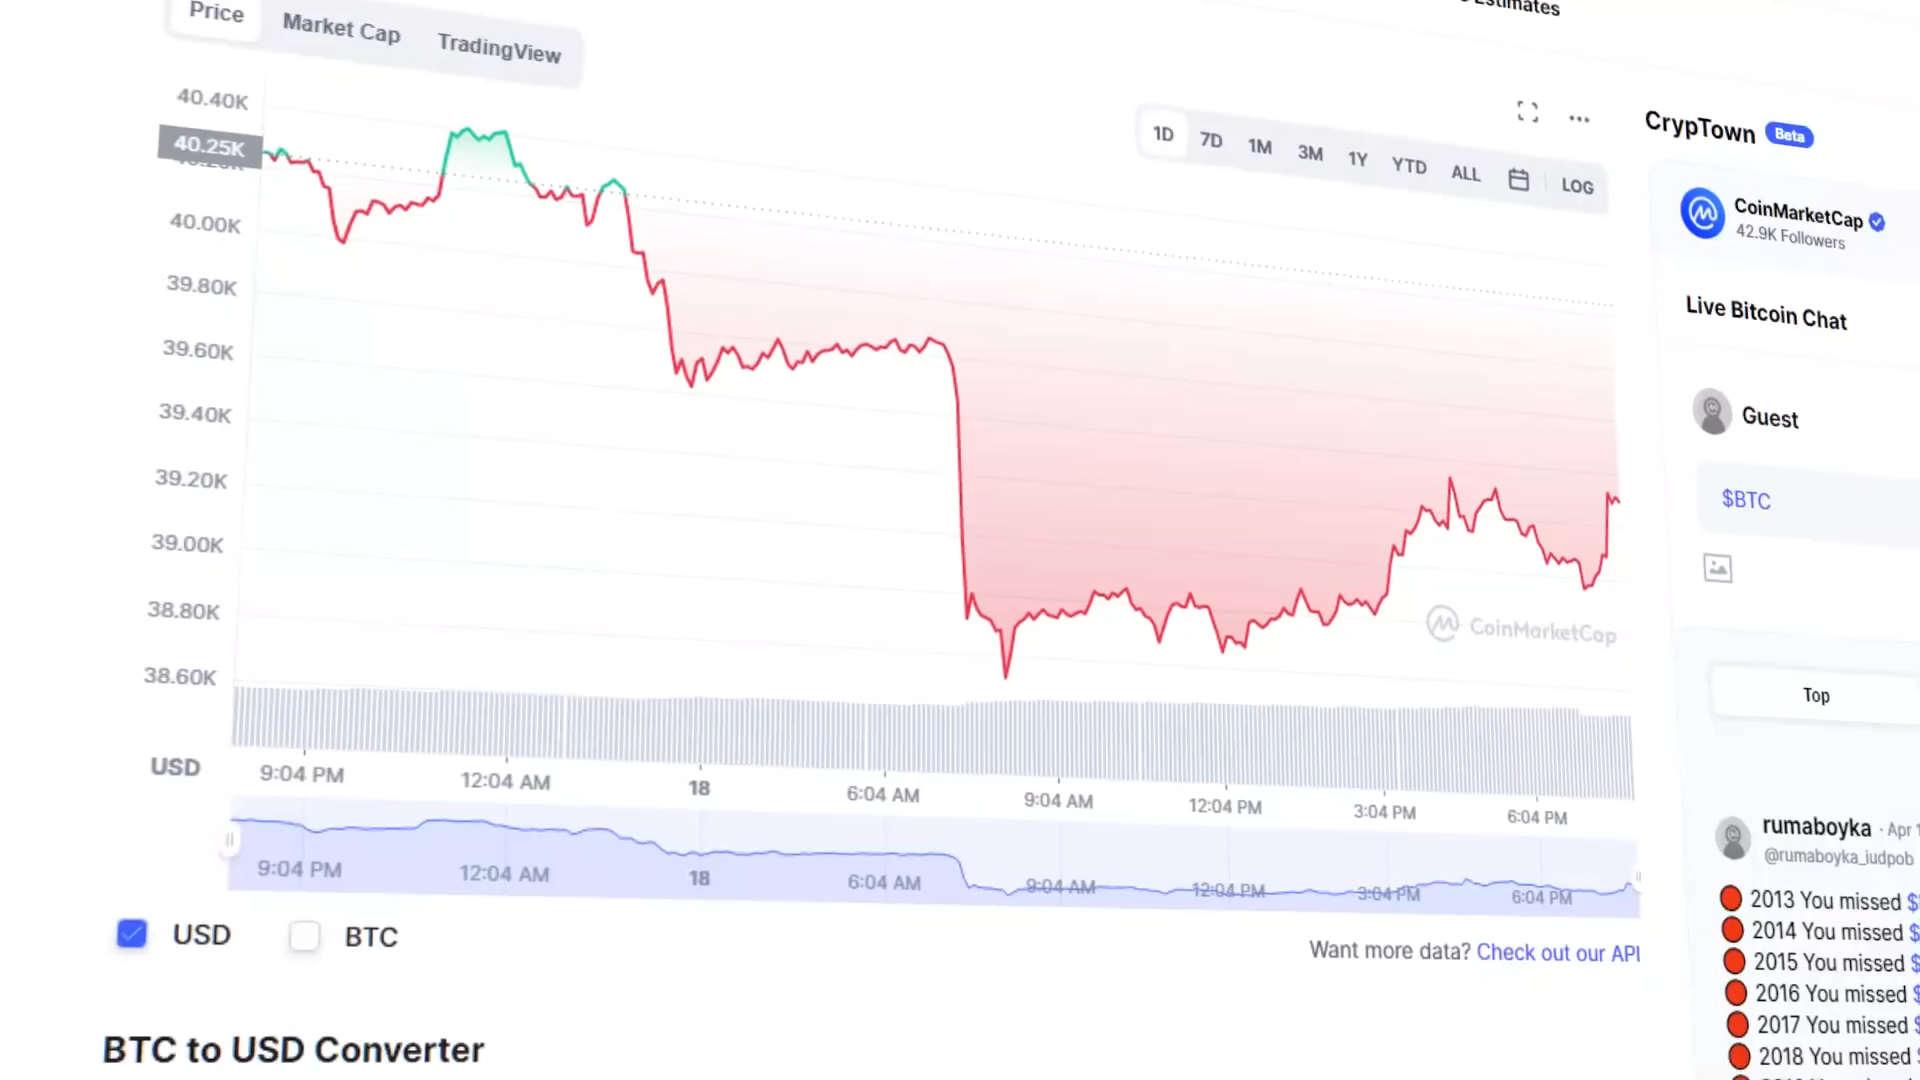 Estimates
Price
Market Cap
TradingView
40.40K
40.25K
40.00K
39.80K
39.60K
39.40K
39.20K
39.00K
38.80K
38.60K
1D
7D
1M
3M
1Y
YTD
ALL
LOG
CoinMarketCap
USD
9:04 PM
12:04 AM
18
6:04 AM
9:04 AM
12:04 PM
3:04 PM
6:04 PM
9:04 PM
12:04 AM
18
6:04 AM
9:04 AM
12:04 PM
3:04 PM
6:04 PM
USD
BTC
Want more data? Check out our API
BTC to USD Converter
CrypTown Beta
CoinMarketCap
42.9K Followers
Live Bitcoin Chat
Guest
$BTC
Top
rumaboyka · Apr 1
@rumaboyka_iudpob
2013 You missed $
2014 You missed $
2015 You missed $
2016 You missed $
2017 You missed $
2018 You missed